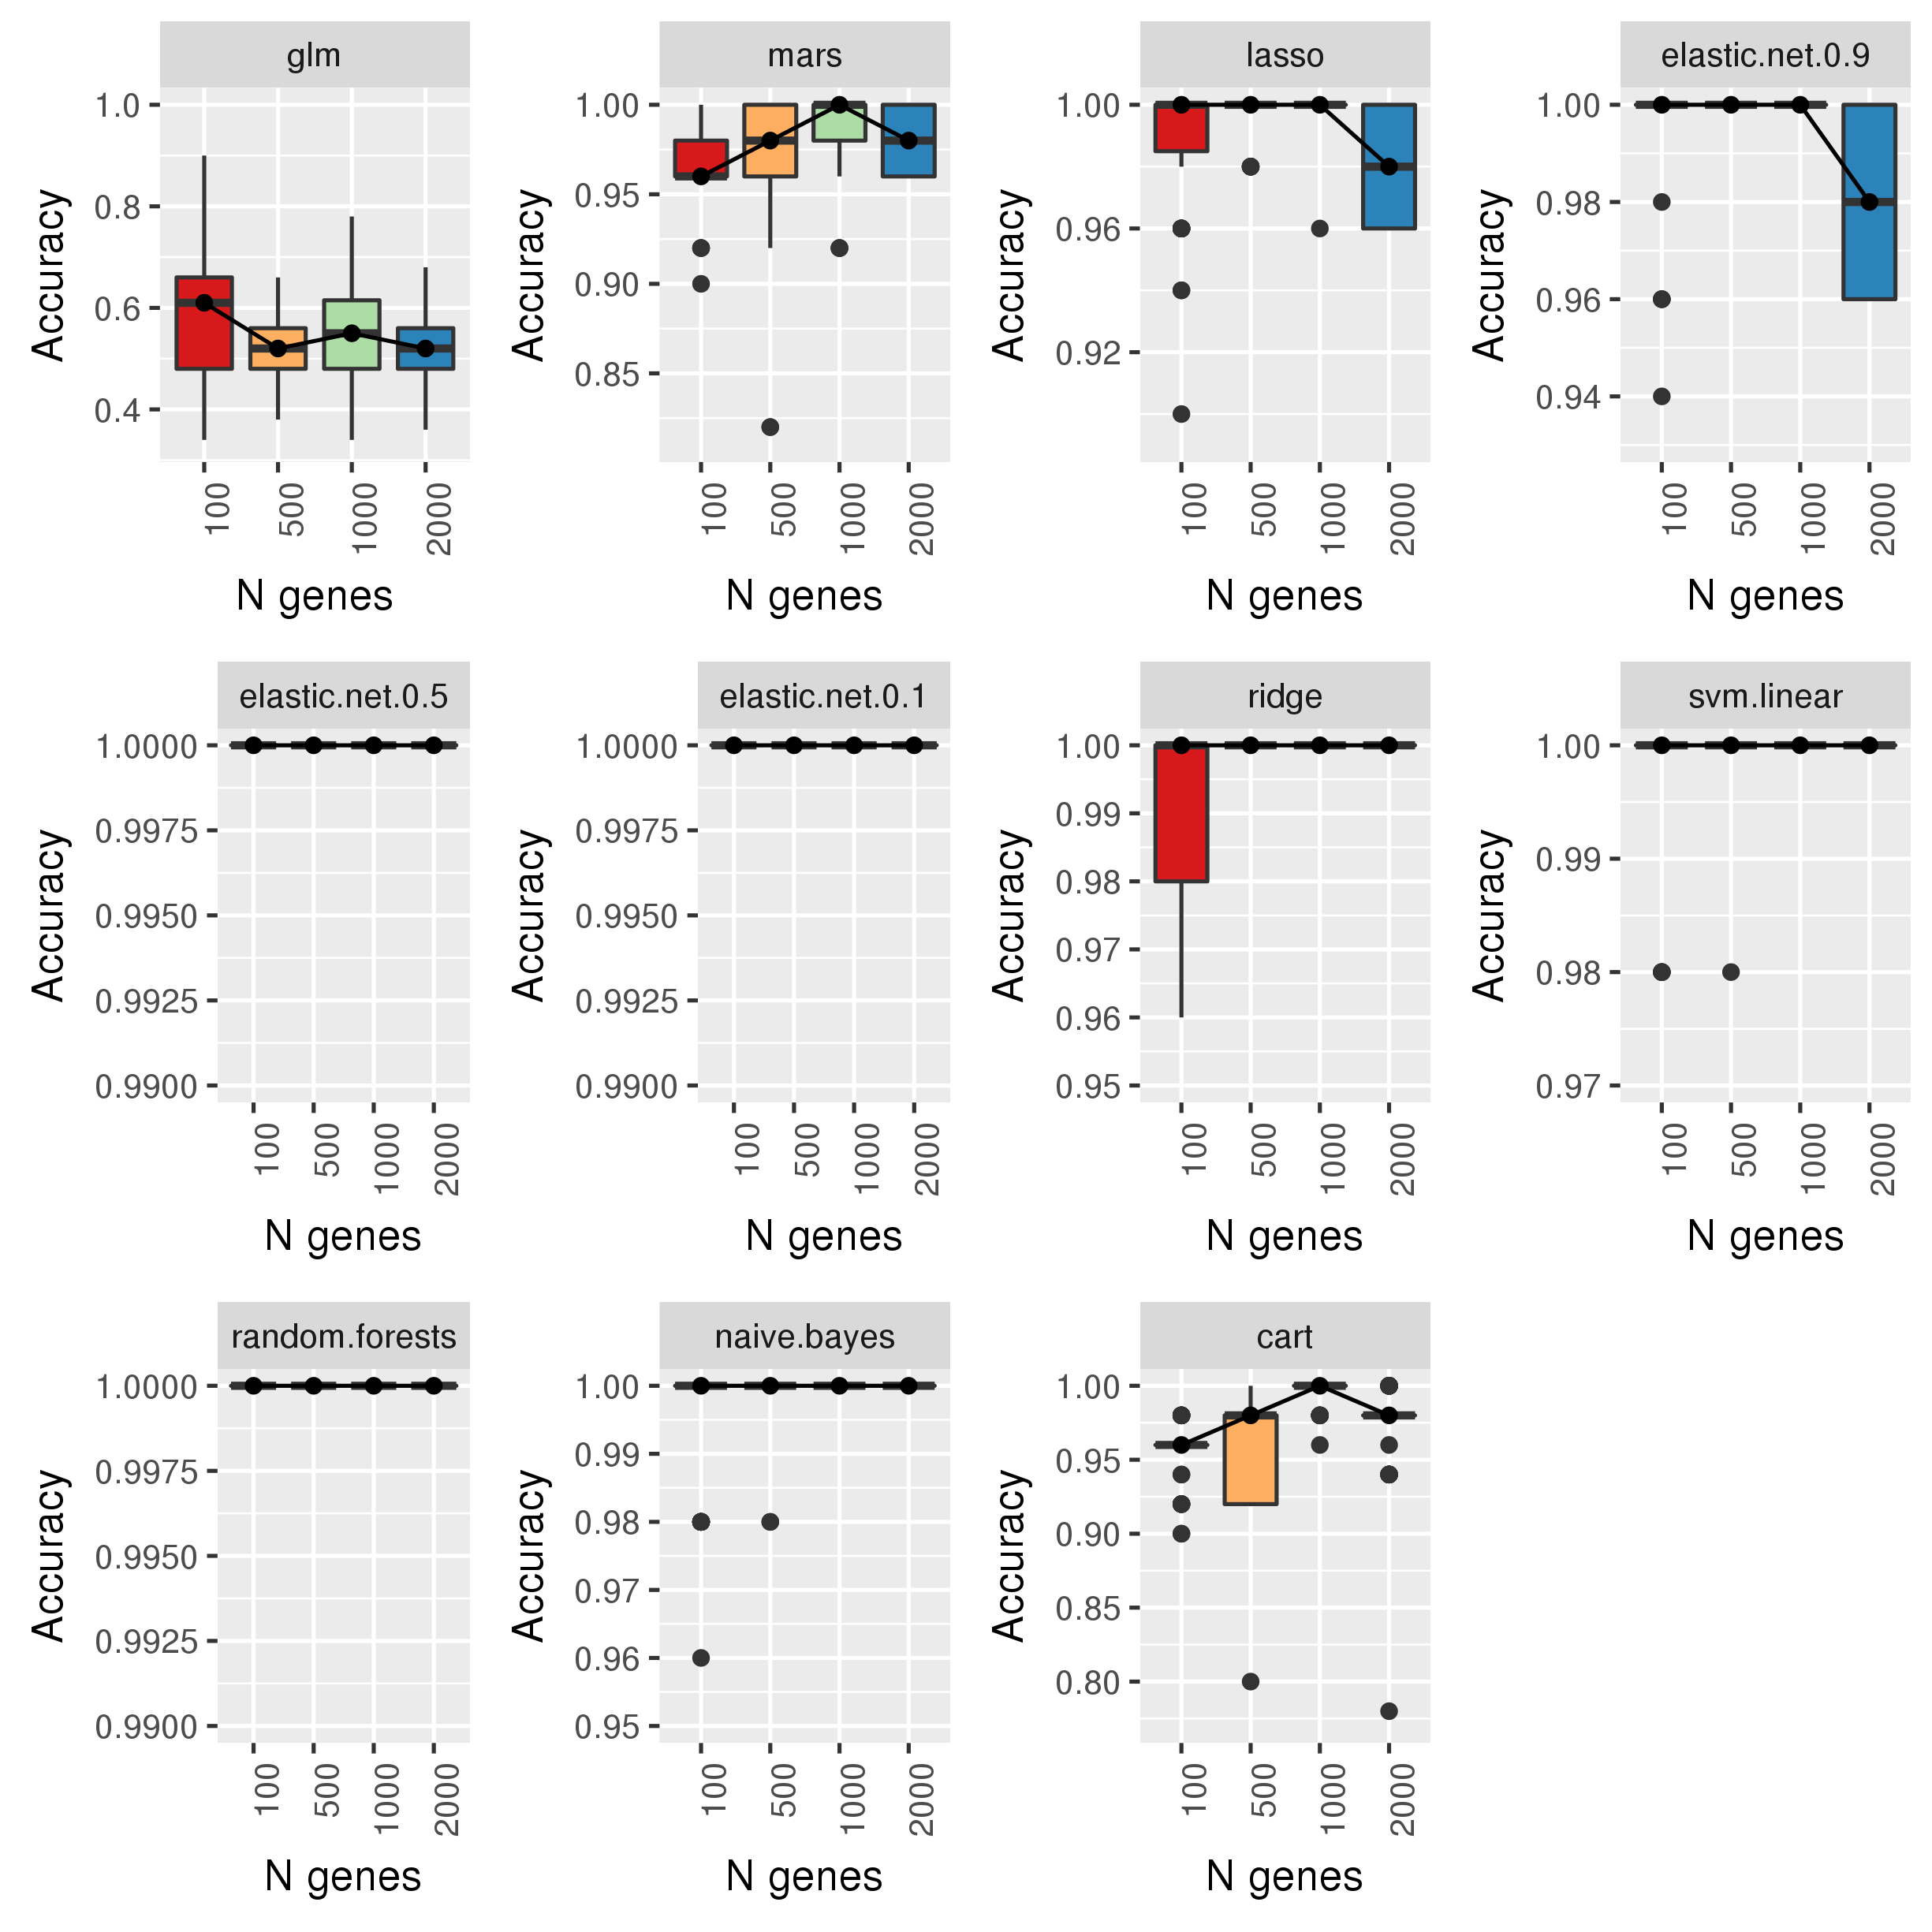 glm
1.0
0.8
0.6
0.4
Accuracy
100
500
1000
2000
N genes
mars
1.00
0.95
0.90
0.85
Accuracy
100
500
1000
2000
N genes
lasso
1.00
0.96
0.92
Accuracy
100
500
1000
2000
N genes
elastic.net.0.9
1.00
0.98
0.96
0.94
Accuracy
100
500
1000
2000
N genes
elastic.net.0.5
1.0000
0.9975
0.9950
0.9925
0.9900
Accuracy
100
500
1000
2000
N genes
elastic.net.0.1
1.0000
0.9975
0.9950
0.9925
0.9900
Accuracy
100
500
1000
2000
N genes
ridge
1.00
0.99
0.98
0.97
0.96
0.95
Accuracy
100
500
1000
2000
N genes
svm.linear
1.00
0.99
0.98
0.97
Accuracy
100
500
1000
2000
N genes
random.forests
1.0000
0.9975
0.9950
0.9925
0.9900
Accuracy
100
500
1000
2000
N genes
naive.bayes
1.00
0.99
0.98
0.97
0.96
0.95
Accuracy
100
500
1000
2000
N genes
cart
1.00
0.95
0.90
0.85
0.80
Accuracy
100
500
1000
2000
N genes